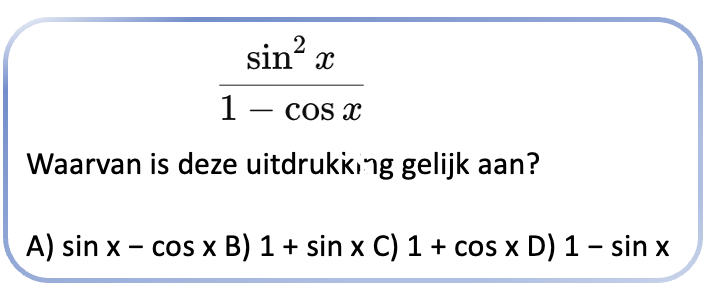 sin² x
1 − cos x
Waarvan is deze uitdrukking gelijk aan?
A) sin x − cos x B) 1 + sin x C) 1 + cos x D) 1 − sin x